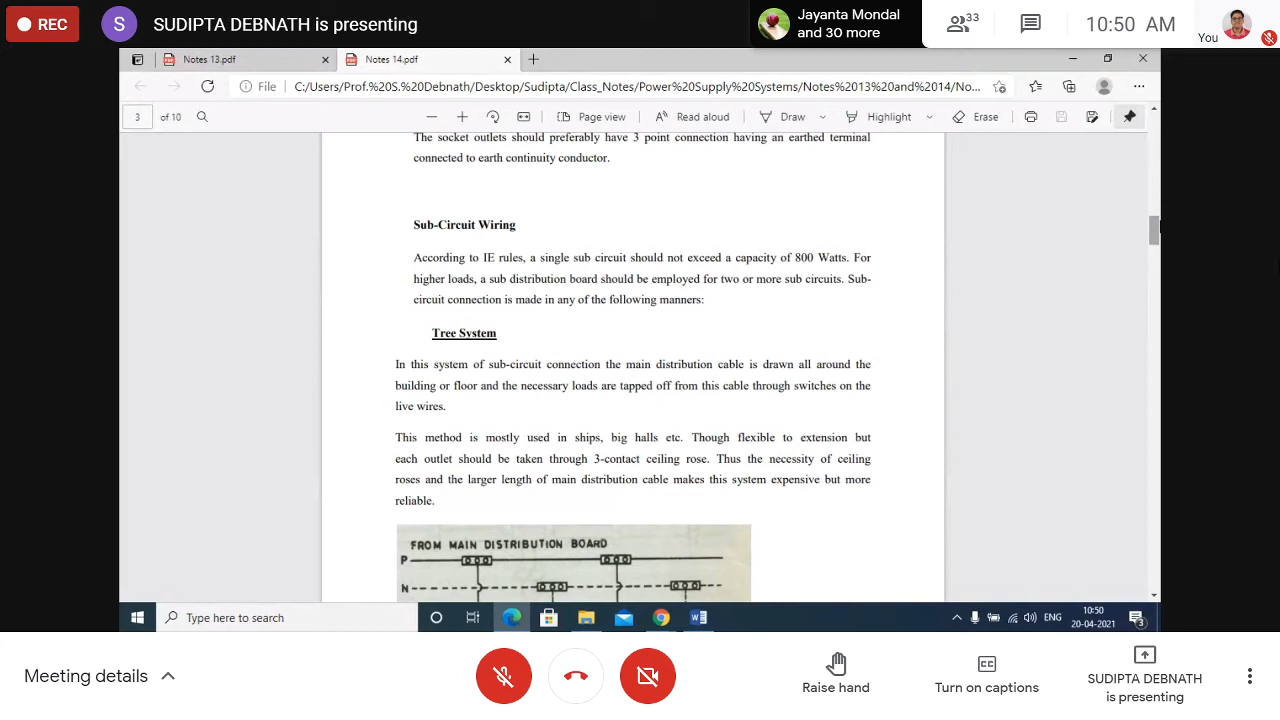 REC
S
SUDIPTA DEBNATH is presenting
Jayanta Mondal
and 30 more
33
10:50 AM
You
Notes 13.pdf
Notes 14.pdf
File
C:/Users/Prof.%20S.%20Debnath/Desktop/Sudipta/Class_Notes/Power%20Supply%20Systems/Notes%2013%20and%2014/No...
3
of 10
Page view
Read aloud
Draw
Highlight
Erase
The socket outlets should preferably have 3 point connection having an earthed terminal
connected to earth continuity conductor.
Sub-Circuit Wiring
According to IE rules, a single sub circuit should not exceed a capacity of 800 Watts. For
higher loads, a sub distribution board should be employed for two or more sub circuits. Sub-
circuit connection is made in any of the following manners:
Tree System
In this system of sub-circuit connection the main distribution cable is drawn all around the
building or floor and the necessary loads are tapped off from this cable through switches on the
live wires.
This method is mostly used in ships, big halls etc. Though flexible to extension but
each outlet should be taken through 3-contact ceiling rose. Thus the necessity of ceiling
roses and the larger length of main distribution cable makes this system expensive but more
reliable.
FROM MAIN DISTRIBUTION BOARD
P
N
Type here to search
ENG
10:50
20-04-2021
3
Meeting details
Raise hand
Turn on captions
SUDIPTA DEBNATH
is presenting